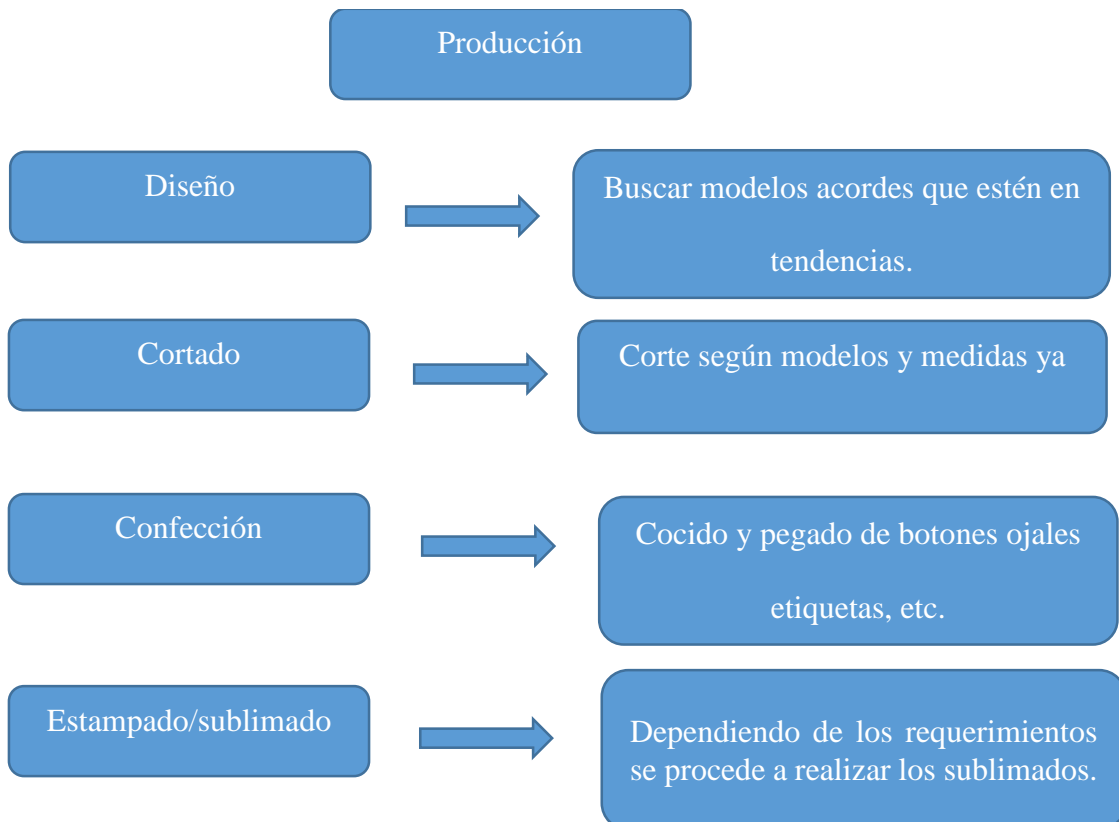 Producción
Diseño
Buscar modelos acordes que estén en
tendencias.
Cortado
Corte según modelos y medidas ya
Confección
Cocido y pegado de botones ojales
etiquetas, etc.
Estampado/sublimado
Dependiendo de los requerimientos
se procede a realizar los sublimados.